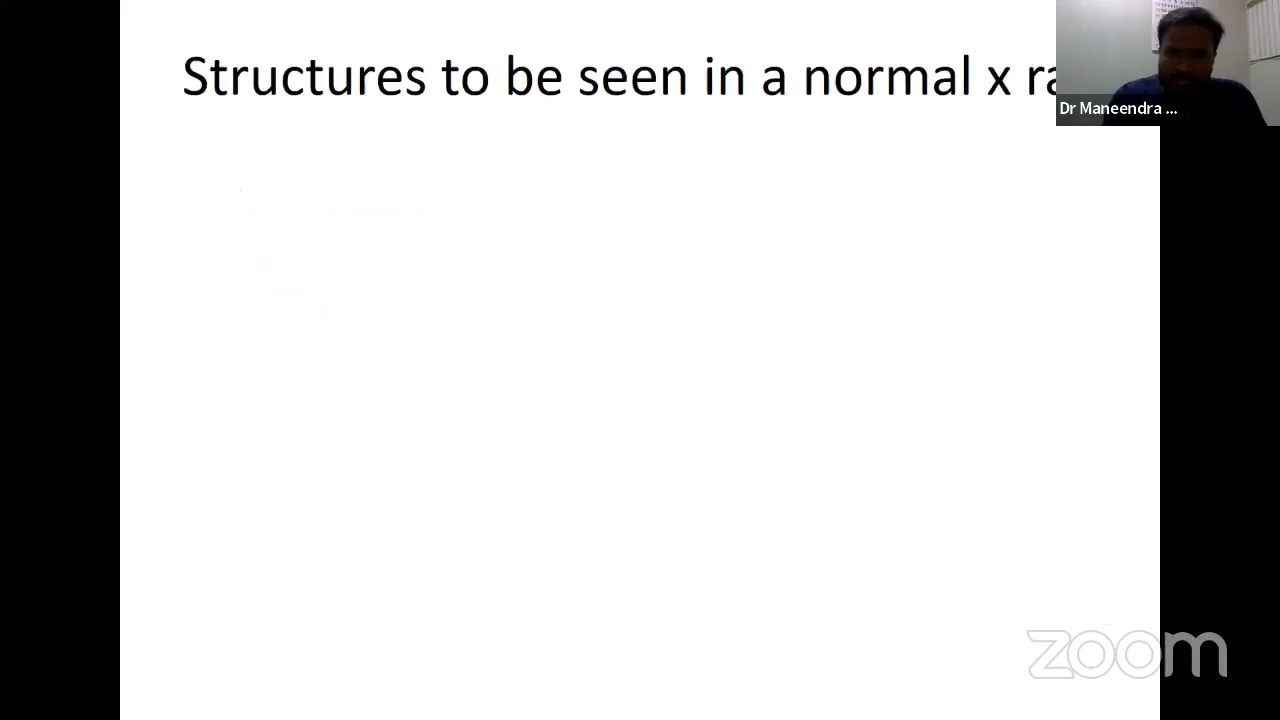 Structures to be seen in a normal x ra
Dr Maneendra ...
zoom